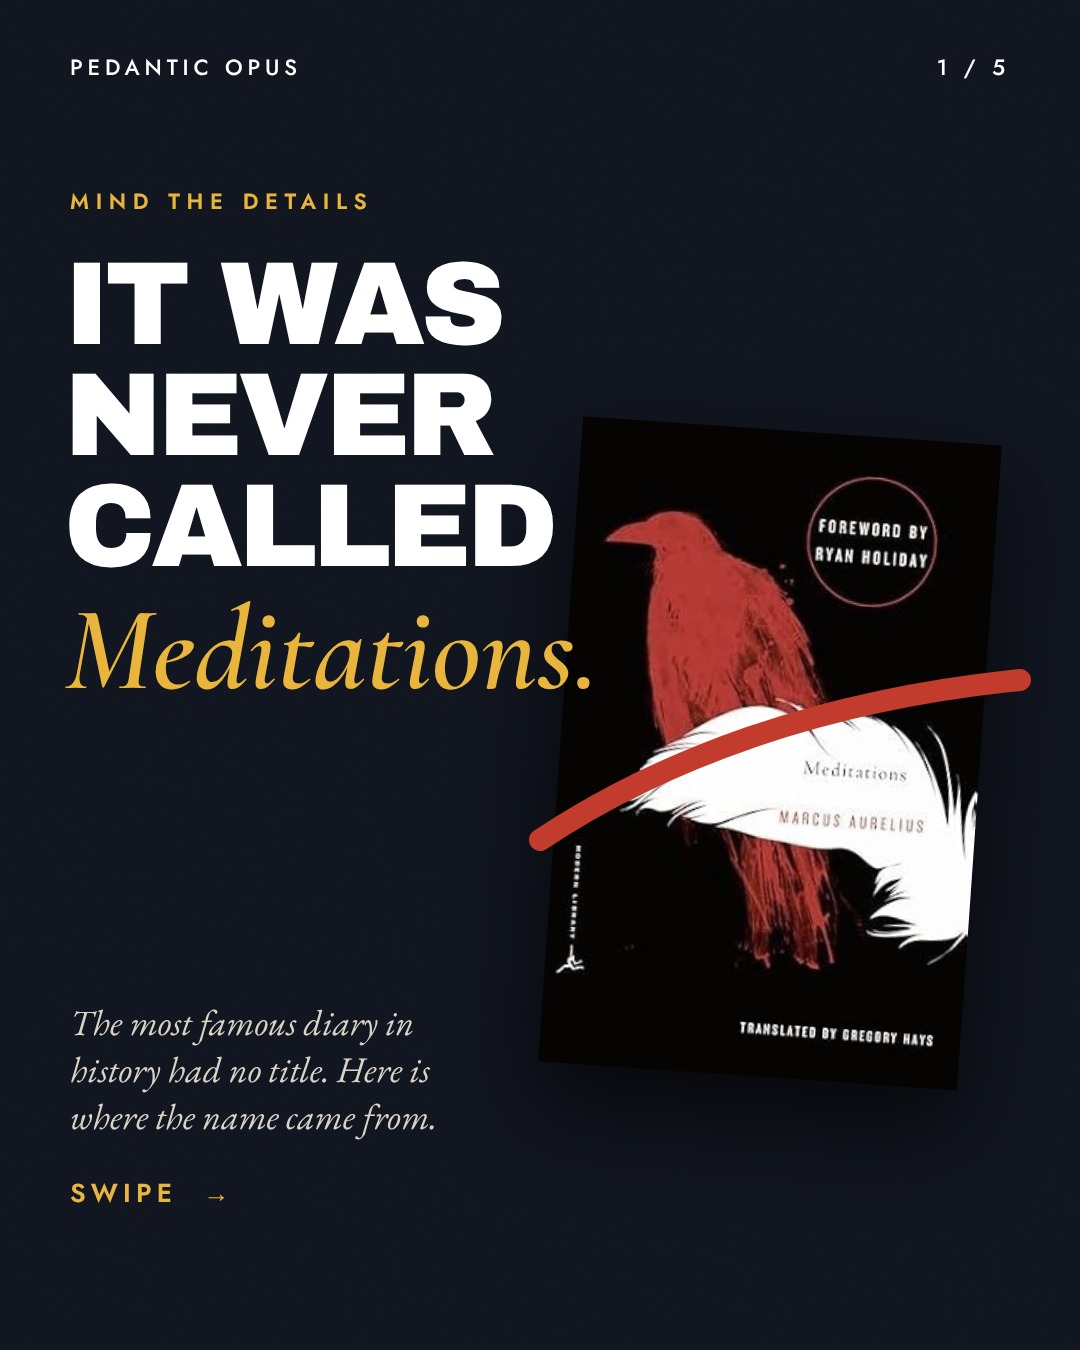 PEDANTIC OPUS
1 / 5
MIND THE DETAILS
IT WAS
NEVER
CALLED
Meditations.
FOREWORD BY
RYAN HOLIDAY
Meditations
MARCUS AURELIUS
MODERN LIBRARY
TRANSLATED BY GREGORY HAYS
The most famous diary in
history had no title. Here is
where the name came from.
SWIPE →